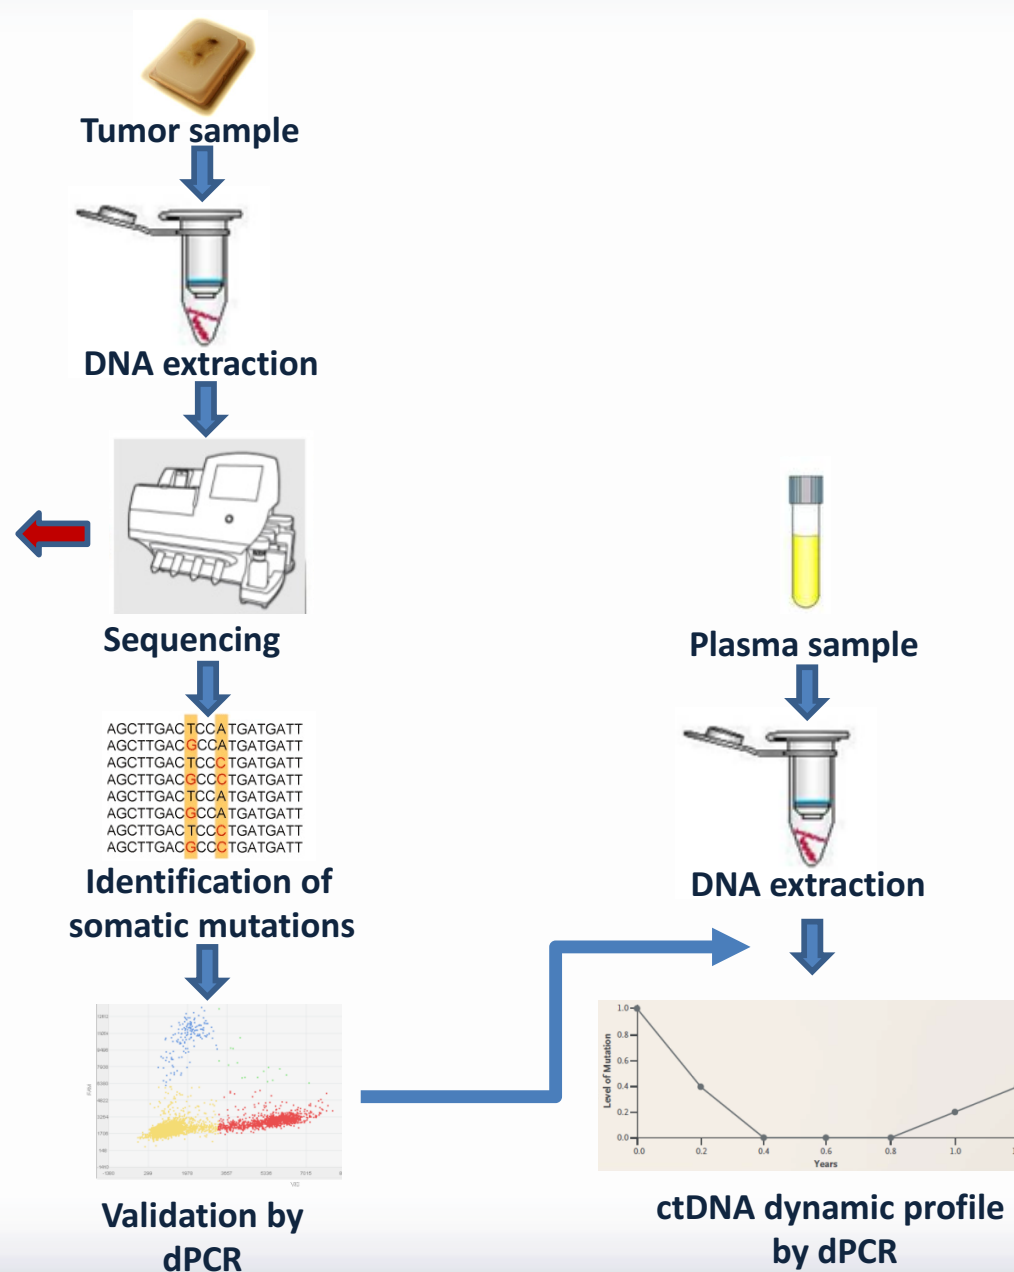 Tumor sample
DNA extraction
Sequencing
AGCTTGACTCCATGATGATT
AGCTTGACGCCATGATGATT
AGCTTGACTCCCTGATGATT
AGCTTGACGCCCTGATGATT
AGCTTGACTCCATGATGATT
AGCTTGACGCCATGATGATT
AGCTTGACTCCCTGATGATT
AGCTTGACGCCCTGATGATT
Identification of
somatic mutations
Validation by
dPCR
Plasma sample
DNA extraction
Level of Mutation
1.0
0.8
0.6
0.4
0.2
0.0
0.0 0.2 0.4 0.6 0.8 1.0
Years
ctDNA dynamic profile
by dPCR